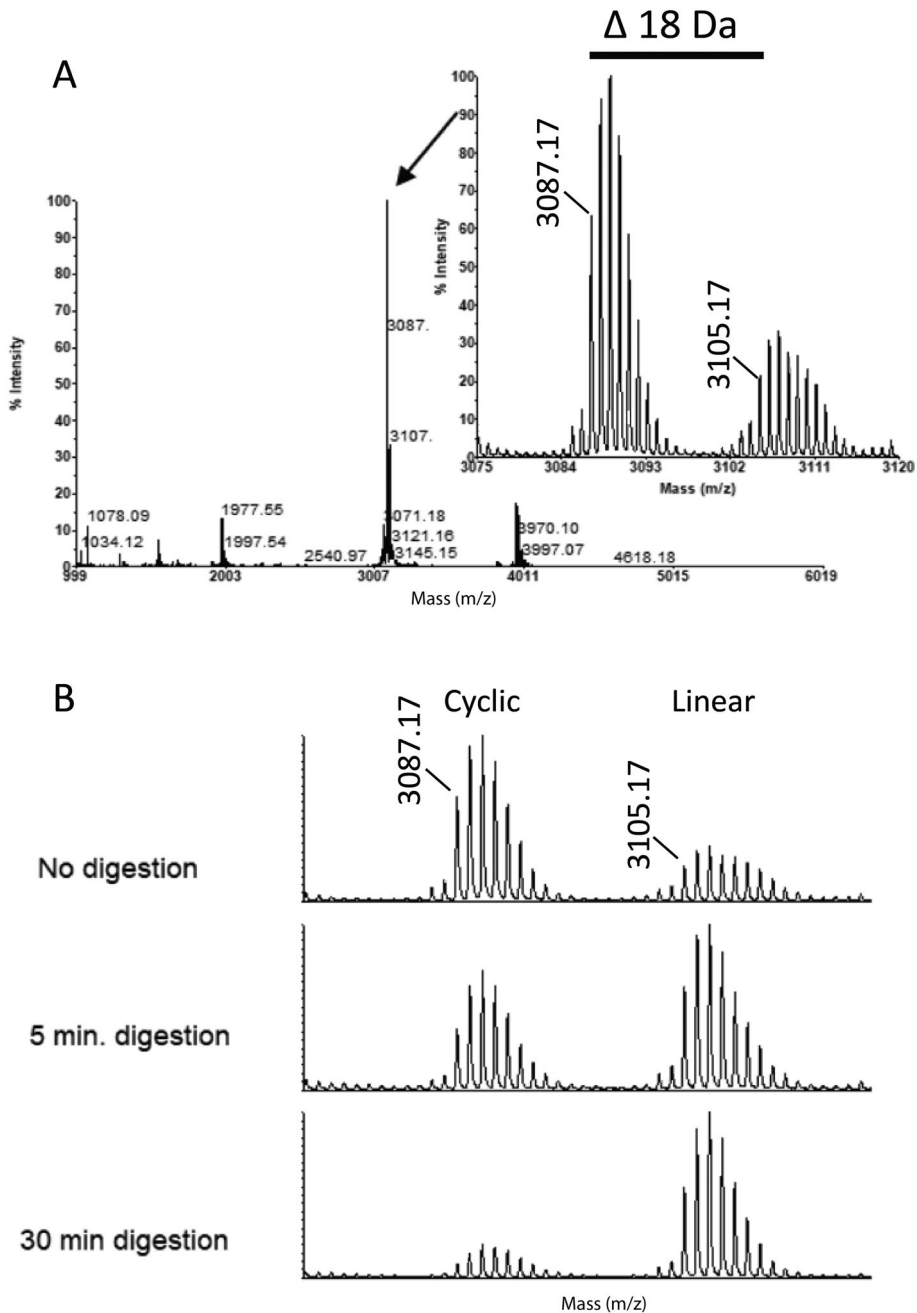 Δ 18 Da
A
100
90
80
70
60
50
40
30
20
10
0
% Intensity
3087.17
3105.17
3075 3084 3093 3102 3111 3120
Mass (m/z)
100
90
80
70
60
50
40
30
20
10
0
% Intensity
3087.
3107.
1078.09
1034.12
1977.55
1997.54
2540.97
3071.18
3121.16
3145.15
3970.10
3997.07
4618.18
999 2003 3007 4011 5015 6019
Mass (m/z)
B
Cyclic Linear
3087.17
3105.17
No digestion
5 min. digestion
30 min digestion
Mass (m/z)